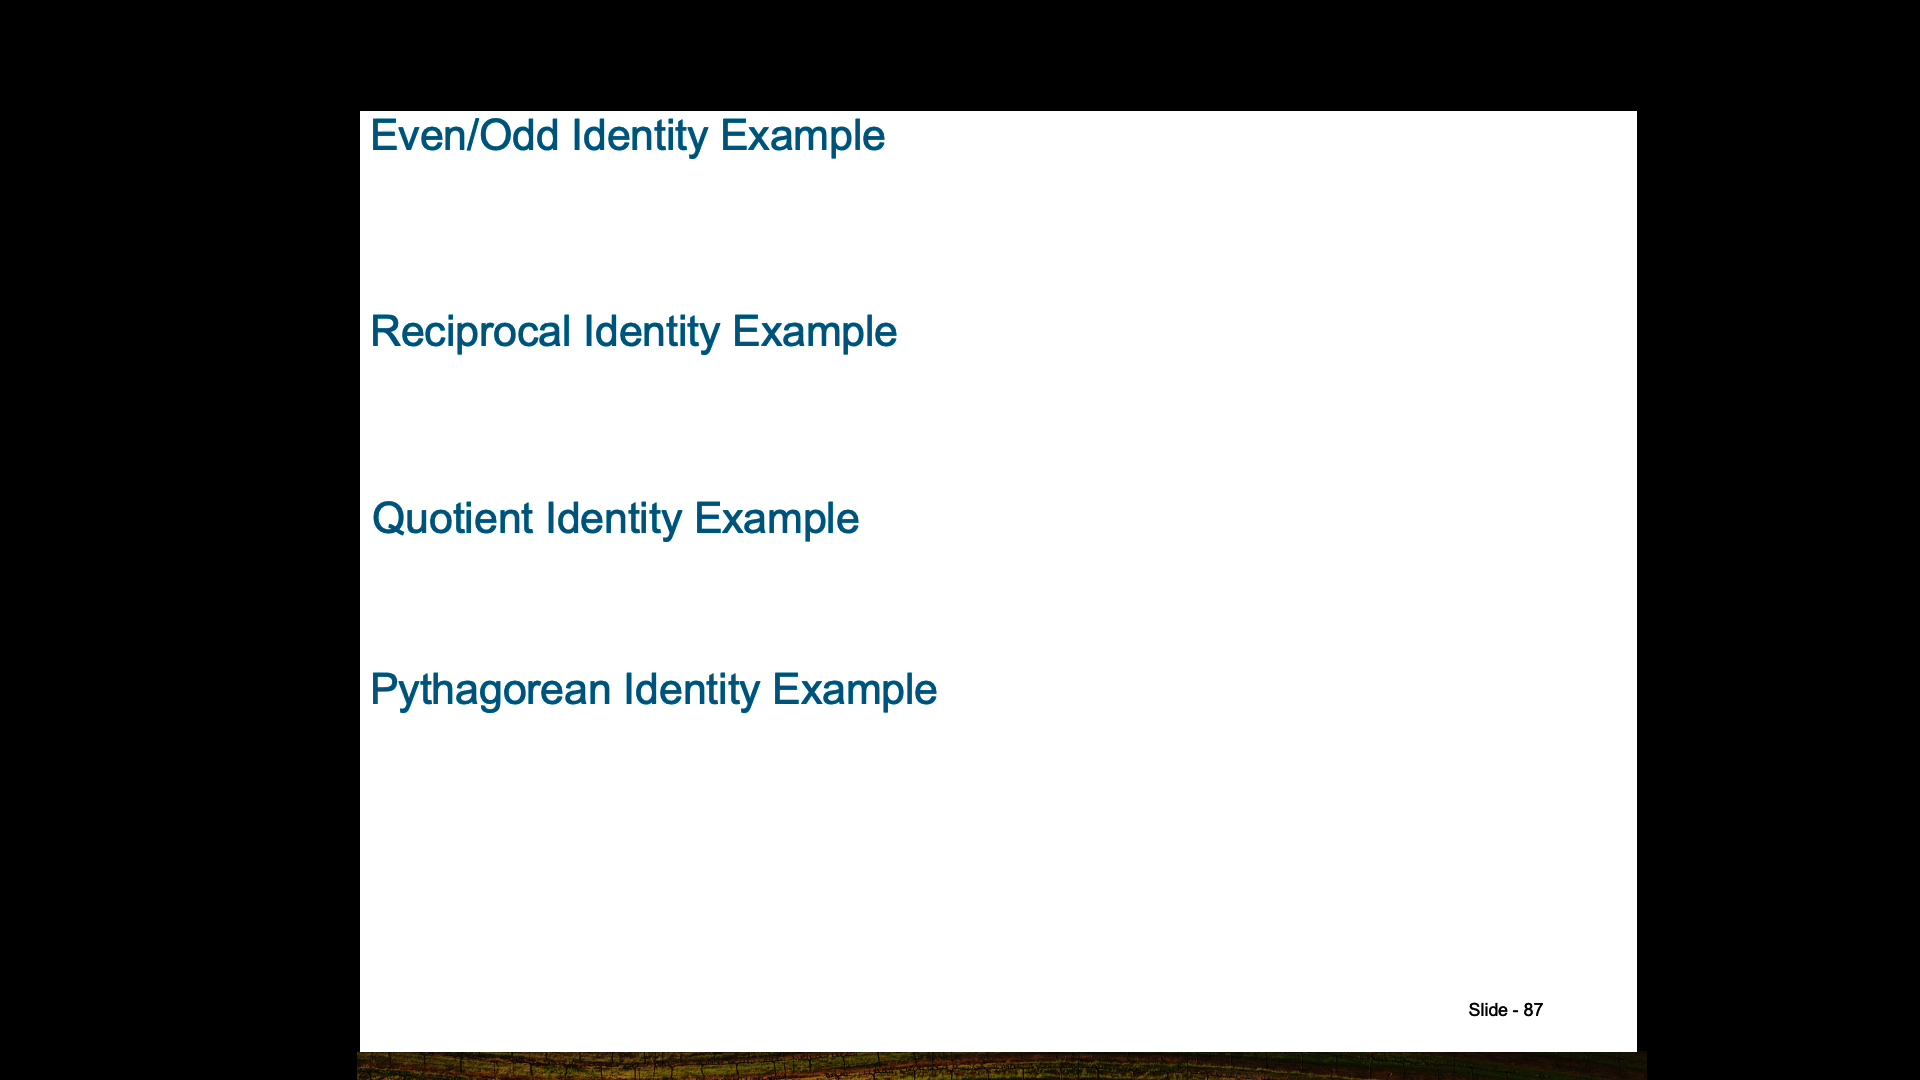 Even/Odd Identity Example
Reciprocal Identity Example
Quotient Identity Example
Pythagorean Identity Example
Slide - 87